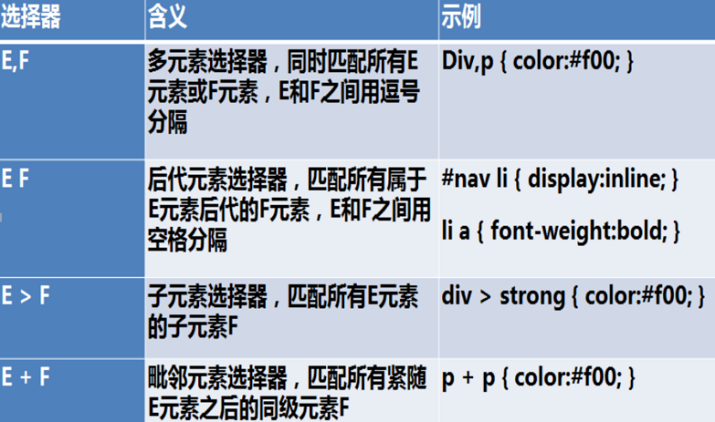 选择器 含义 示例
E,F 多元素选择器，同时匹配所有E Div,p { color:#f00; }
元素或F元素，E和F之间用逗号
分隔
E F 后代元素选择器，匹配所有属于 #nav li { display:inline; }
E元素后代的F元素，E和F之间用 li a { font-weight:bold; }
空格分隔
E > F 子元素选择器，匹配所有E元素 div > strong { color:#f00; }
的子元素F
E + F 毗邻元素选择器，匹配所有紧随 p + p { color:#f00; }
E元素之后的同级元素F